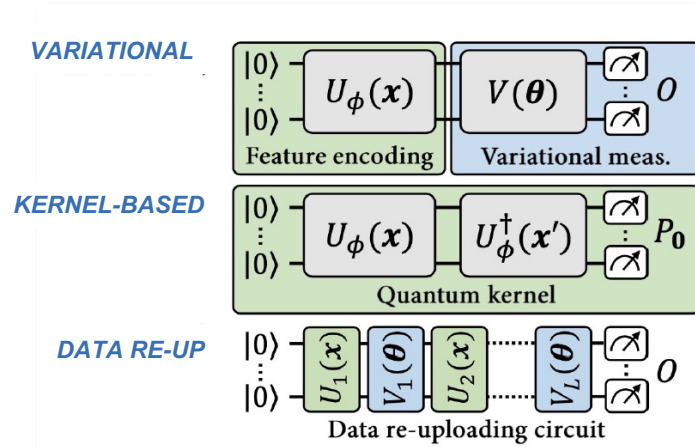 VARIATIONAL
|0⟩
⋮
|0⟩
U_ϕ(x)
V(θ)
⋮
O
Feature encoding
Variational meas.
KERNEL-BASED
|0⟩
⋮
|0⟩
U_ϕ(x)
U_ϕ^†(x′)
⋮
P_0
Quantum kernel
DATA RE-UP
|0⟩
⋮
|0⟩
U_1(x)
V_1(θ)
U_2(x)
V_L(θ)
⋮
O
Data re-uploading circuit